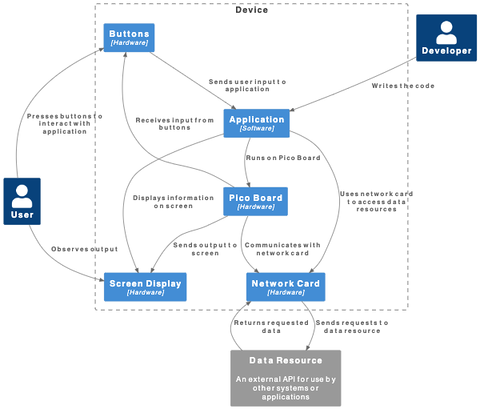 Device
Buttons
[Hardware]
Developer
Sends user input to
application
Writes the code
Presses buttons to
interact with
application
Receives input from
buttons
Application
[Software]
Runs on Pico Board
User
Displays information
on screen
Pico Board
[Hardware]
Uses network card
to access data
resources
Observes output
Sends output to
screen
Communicates with
network card
Screen Display
[Hardware]
Network Card
[Hardware]
Returns requested
data
Sends requests to
data resource
Data Resource
An external API for use by
other systems or
applications